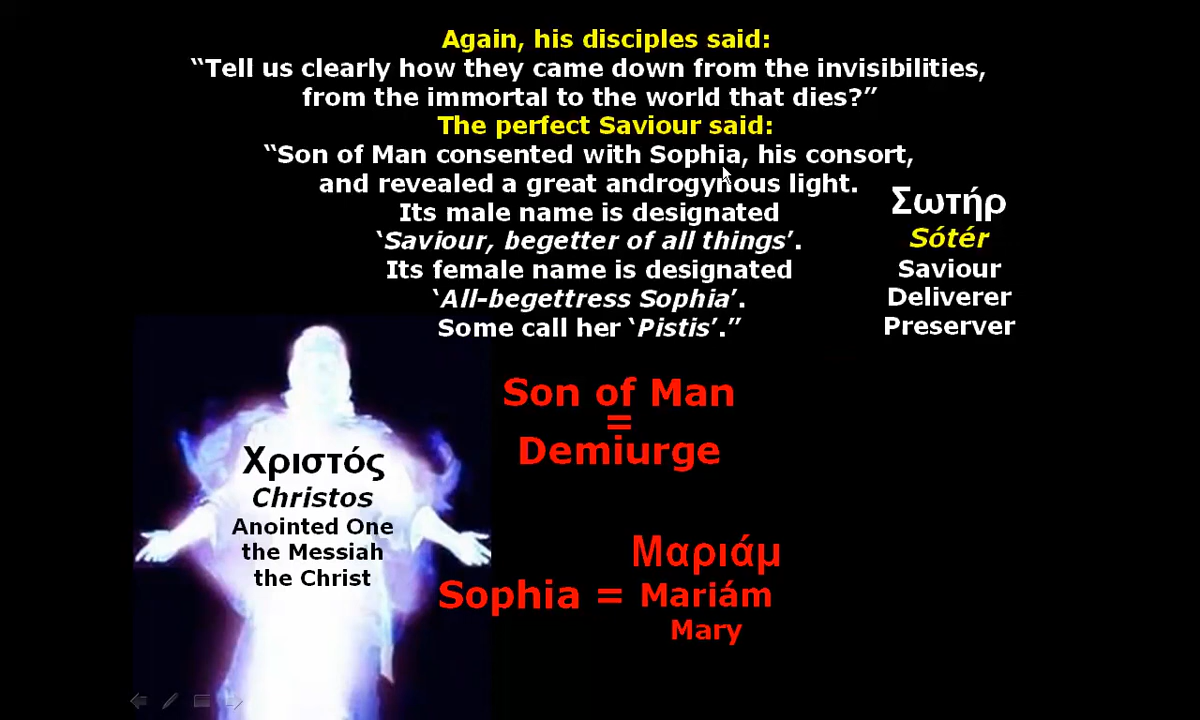 Again, his disciples said:
“Tell us clearly how they came down from the invisibilities,
from the immortal to the world that dies?”
The perfect Saviour said:
“Son of Man consented with Sophia, his consort,
and revealed a great androgynous light.
Its male name is designated
‘Saviour, begetter of all things’.
Its female name is designated
‘All-begettress Sophia’.
Some call her ‘Pistis’.”
Σωτήρ
Sótér
Saviour
Deliverer
Preserver
Χριστός
Christos
Anointed One
the Messiah
the Christ
Son of Man
=
Demiurge
Μαριάμ
Sophia = Mariám
Mary